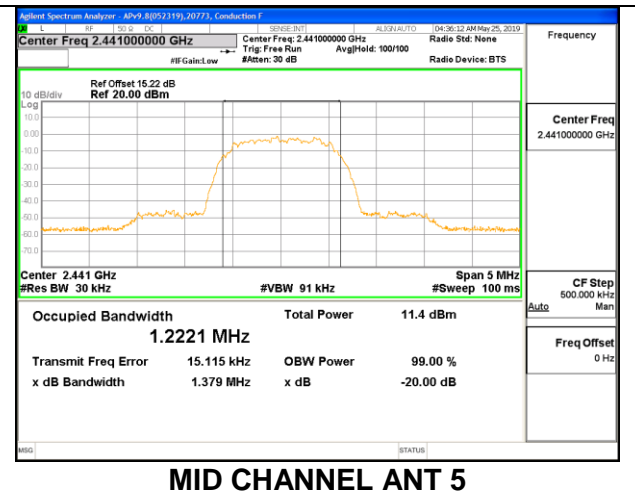 Agilent Spectrum Analyzer - APv9.8(052319),20773, Conduction F
L RF 50 Ω DC SENSE:INT ALIGN AUTO 04:36:12 AM May 25, 2019
Center Freq 2.441000000 GHz Center Freq: 2.441000000 GHz Radio Std: None Frequency
Trig: Free Run Avg|Hold: 100/100
#IFGain:Low #Atten: 30 dB Radio Device: BTS
Ref Offset 15.22 dB
10 dB/div Ref 20.00 dBm
Log
10.0
0.00
-10.0
-20.0
-30.0
-40.0
-50.0
-60.0
-70.0
Center Freq
2.441000000 GHz
Center 2.441 GHz Span 5 MHz
#Res BW 30 kHz #VBW 91 kHz #Sweep 100 ms
CF Step
500.000 kHz
Auto Man
Occupied Bandwidth Total Power 11.4 dBm
1.2221 MHz
Transmit Freq Error 15.115 kHz OBW Power 99.00 %
x dB Bandwidth 1.379 MHz x dB -20.00 dB
Freq Offset
0 Hz
MSG STATUS
MID CHANNEL ANT 5